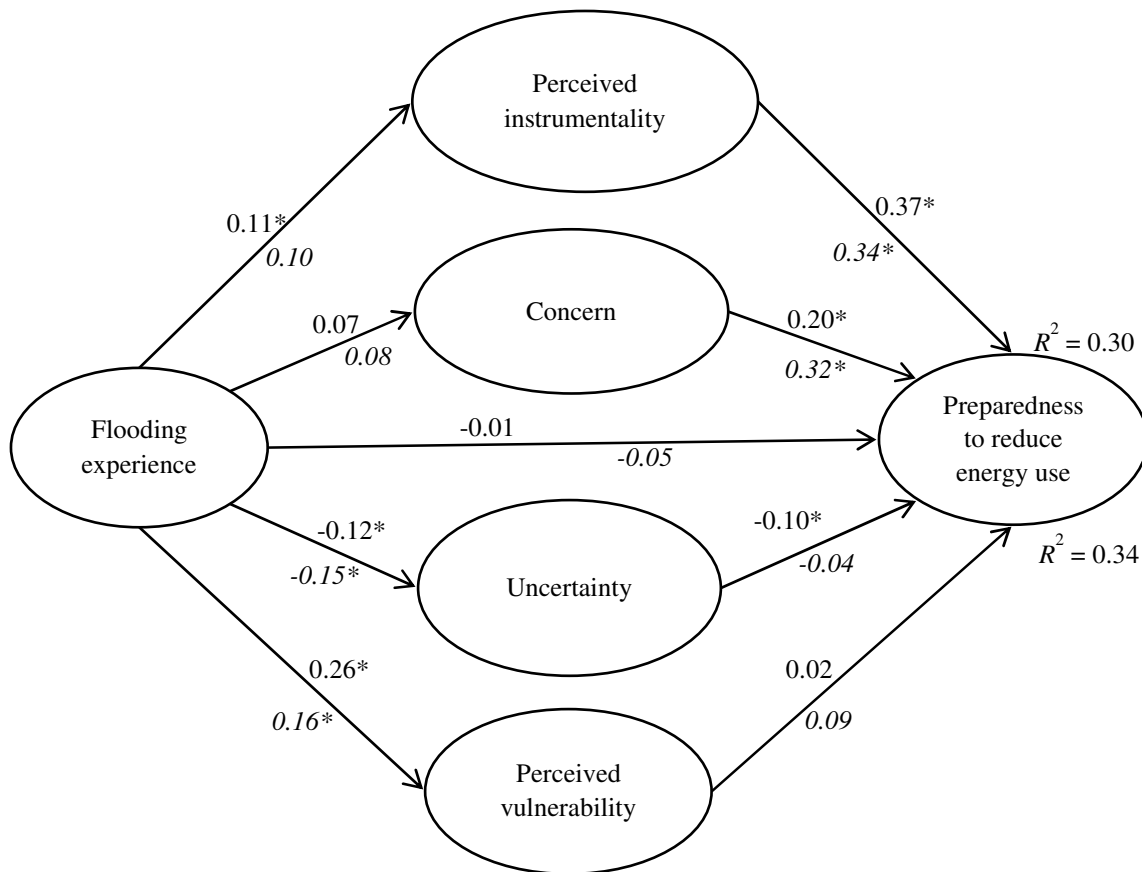 Perceived
instrumentality
0.11*
0.10
0.37*
0.34*
Concern
0.07
0.08
0.20*
0.32*
R² = 0.30
Flooding
experience
-0.01
-0.05
Preparedness
to reduce
energy use
R² = 0.34
-0.12*
-0.15*
Uncertainty
-0.10*
-0.04
0.26*
0.16*
0.02
0.09
Perceived
vulnerability